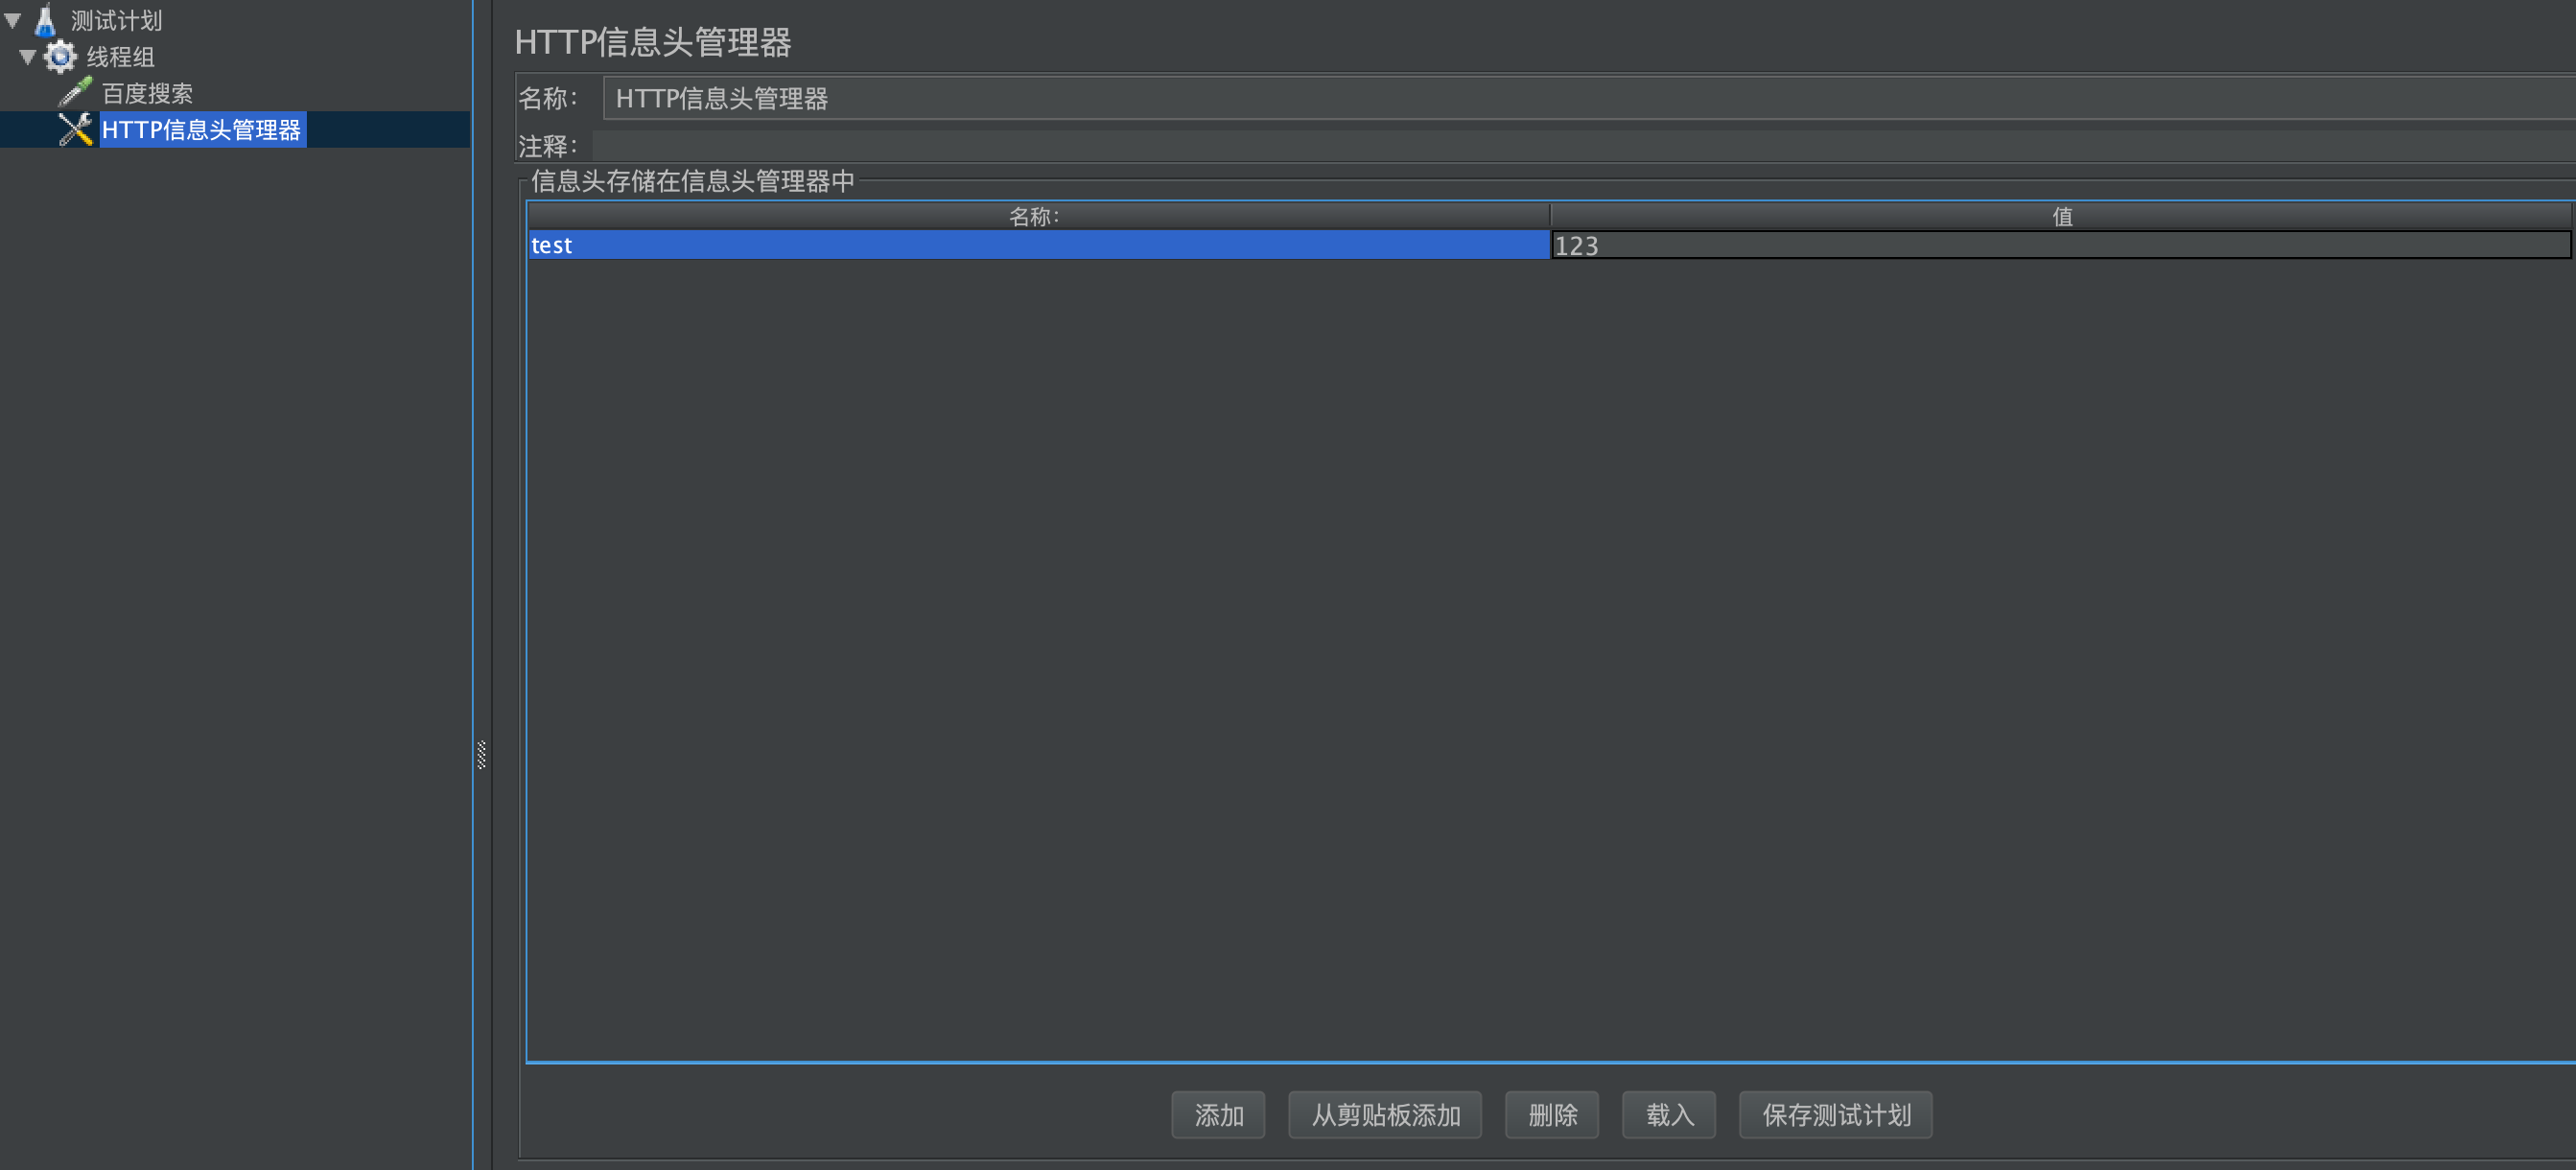 测试计划
线程组
百度搜索
HTTP信息头管理器
HTTP信息头管理器
名称： HTTP信息头管理器
注释：
信息头存储在信息头管理器中
名称： 值
test 123
添加 从剪贴板添加 删除 载入 保存测试计划